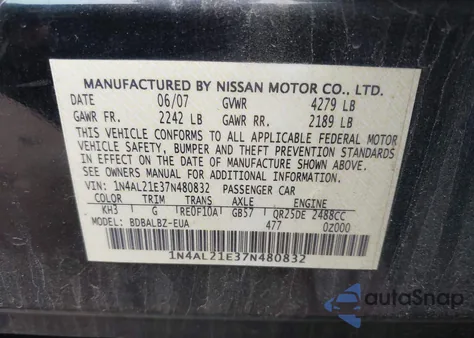 MANUFACTURED BY NISSAN MOTOR CO., LTD.
DATE 06/07 GVWR 4279 LB
GAWR FR. 2242 LB GAWR RR. 2189 LB
THIS VEHICLE CONFORMS TO ALL APPLICABLE FEDERAL MOTOR
VEHICLE SAFETY, BUMPER AND THEFT PREVENTION STANDARDS
IN EFFECT ON THE DATE OF MANUFACTURE SHOWN ABOVE.
SEE OWNERS MANUAL FOR ADDITIONAL INFORMATION
VIN: 1N4AL21E37N480832 PASSENGER CAR
COLOR TRIM TRANS AXLE ENGINE
KH3 G RE0F10A GB57 QR25DE 2488CC
MODEL: BDBALBZ-EUA 477 0Z000
1N4AL21E37N480832
autoSnap